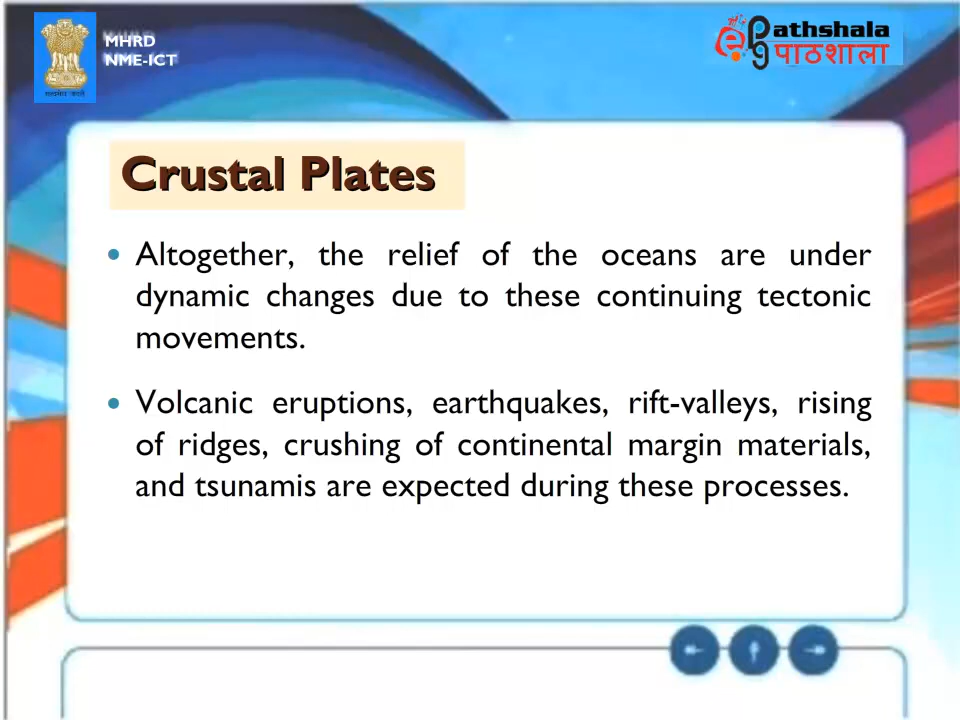 MHRD
NME-ICT
ePG Pathshala
पाठशाला
Crustal Plates
• Altogether, the relief of the oceans are under
dynamic changes due to these continuing tectonic
movements.
• Volcanic eruptions, earthquakes, rift-valleys, rising
of ridges, crushing of continental margin materials,
and tsunamis are expected during these processes.